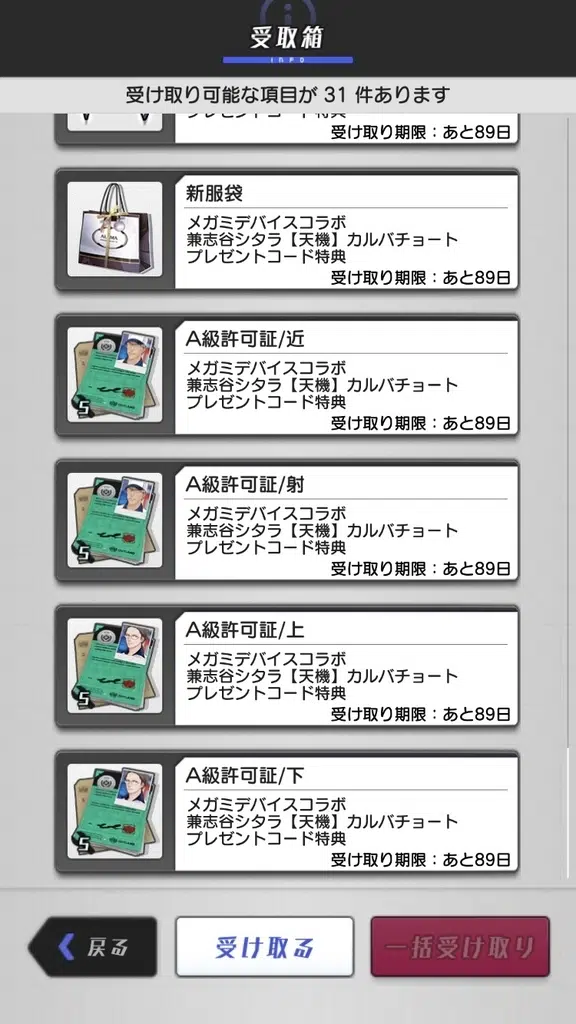 受取箱
INFO
受け取り可能な項目が 31 件あります
プレゼントコード特典
受け取り期限：あと89日
新服袋
メガミデバイスコラボ
兼志谷シタラ【天機】カルバチョート
プレゼントコード特典
受け取り期限：あと89日
A級許可証/近
メガミデバイスコラボ
兼志谷シタラ【天機】カルバチョート
プレゼントコード特典
受け取り期限：あと89日
5
A級許可証/射
メガミデバイスコラボ
兼志谷シタラ【天機】カルバチョート
プレゼントコード特典
受け取り期限：あと89日
5
A級許可証/上
メガミデバイスコラボ
兼志谷シタラ【天機】カルバチョート
プレゼントコード特典
受け取り期限：あと89日
5
A級許可証/下
メガミデバイスコラボ
兼志谷シタラ【天機】カルバチョート
プレゼントコード特典
受け取り期限：あと89日
5
戻る
受け取る
一括受け取り